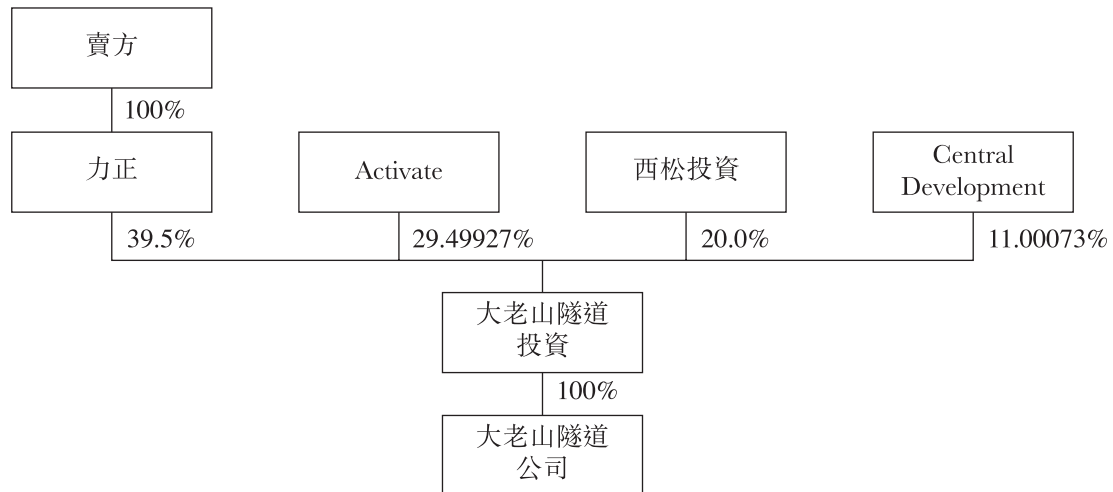 賣方
100%
力正
Activate
西松投資
Central
Development
39.5%
29.49927%
20.0%
11.00073%
大老山隧道
投資
100%
大老山隧道
公司